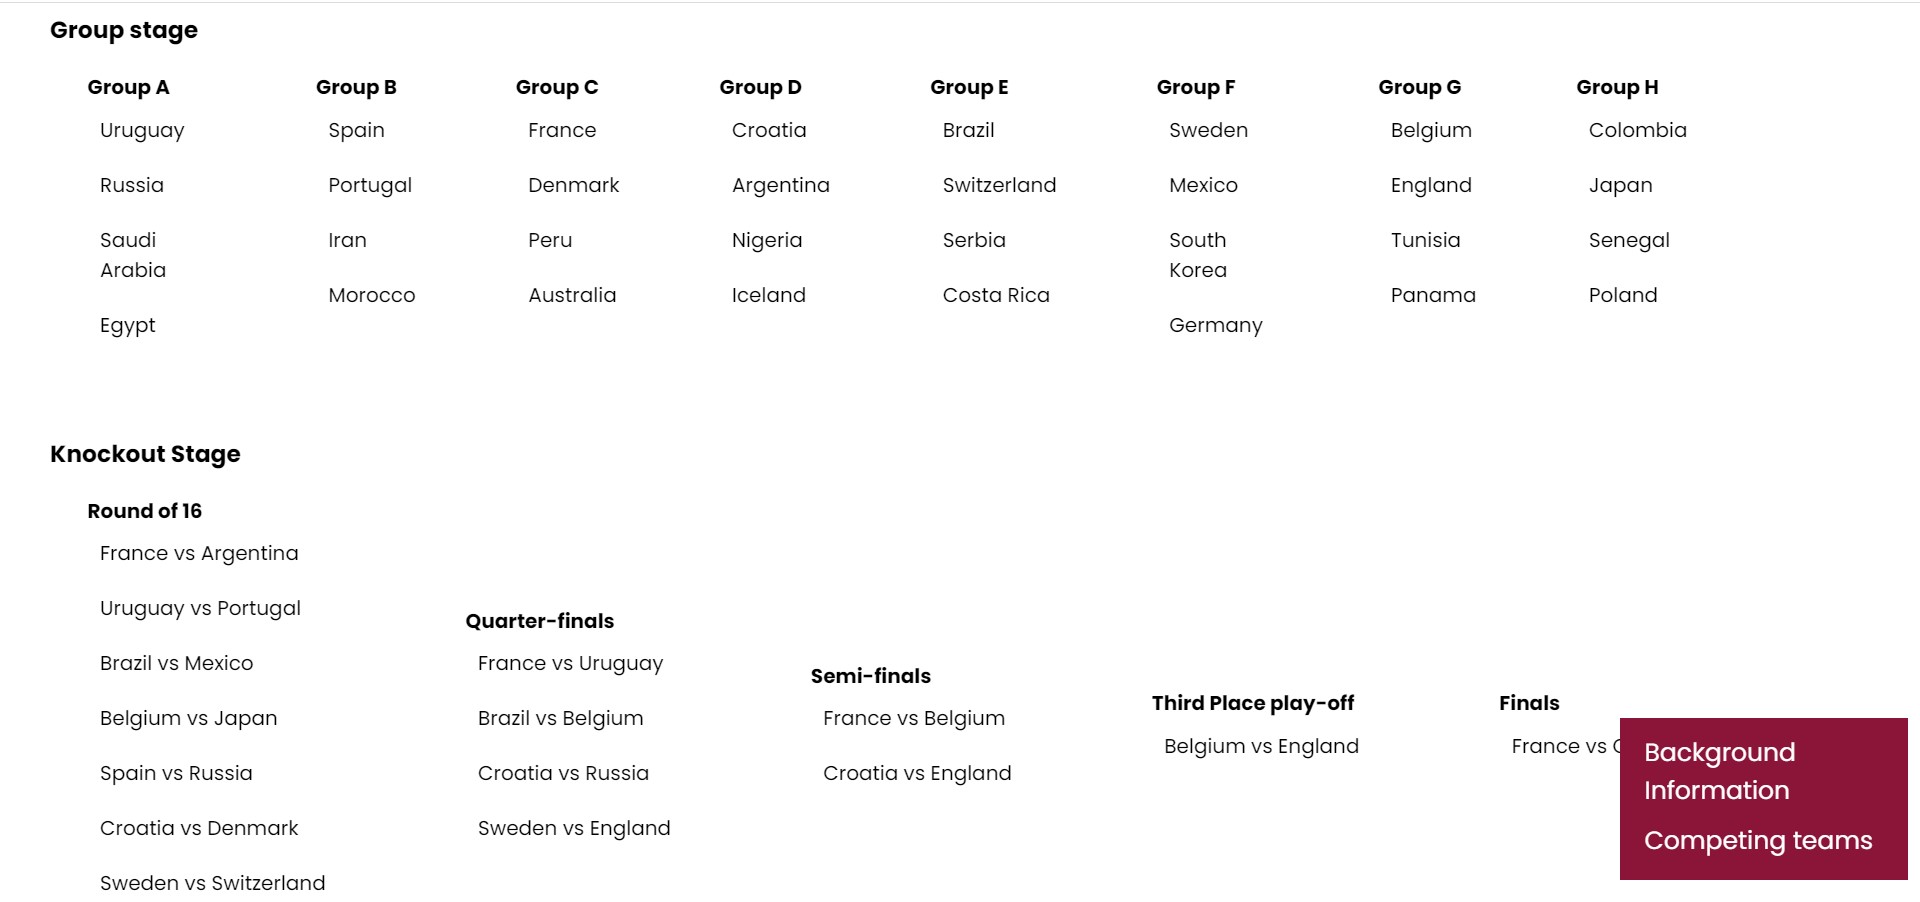 Group stage
Group A
Uruguay
Russia
Saudi
Arabia
Egypt
Group B
Spain
Portugal
Iran
Morocco
Group C
France
Denmark
Peru
Australia
Group D
Croatia
Argentina
Nigeria
Iceland
Group E
Brazil
Switzerland
Serbia
Costa Rica
Group F
Sweden
Mexico
South
Korea
Germany
Group G
Belgium
England
Tunisia
Panama
Group H
Colombia
Japan
Senegal
Poland
Knockout Stage
Round of 16
France vs Argentina
Uruguay vs Portugal
Brazil vs Mexico
Belgium vs Japan
Spain vs Russia
Croatia vs Denmark
Sweden vs Switzerland
Quarter-finals
France vs Uruguay
Brazil vs Belgium
Croatia vs Russia
Sweden vs England
Semi-finals
France vs Belgium
Croatia vs England
Third Place play-off
Belgium vs England
Finals
France vs
Background
Information
Competing teams